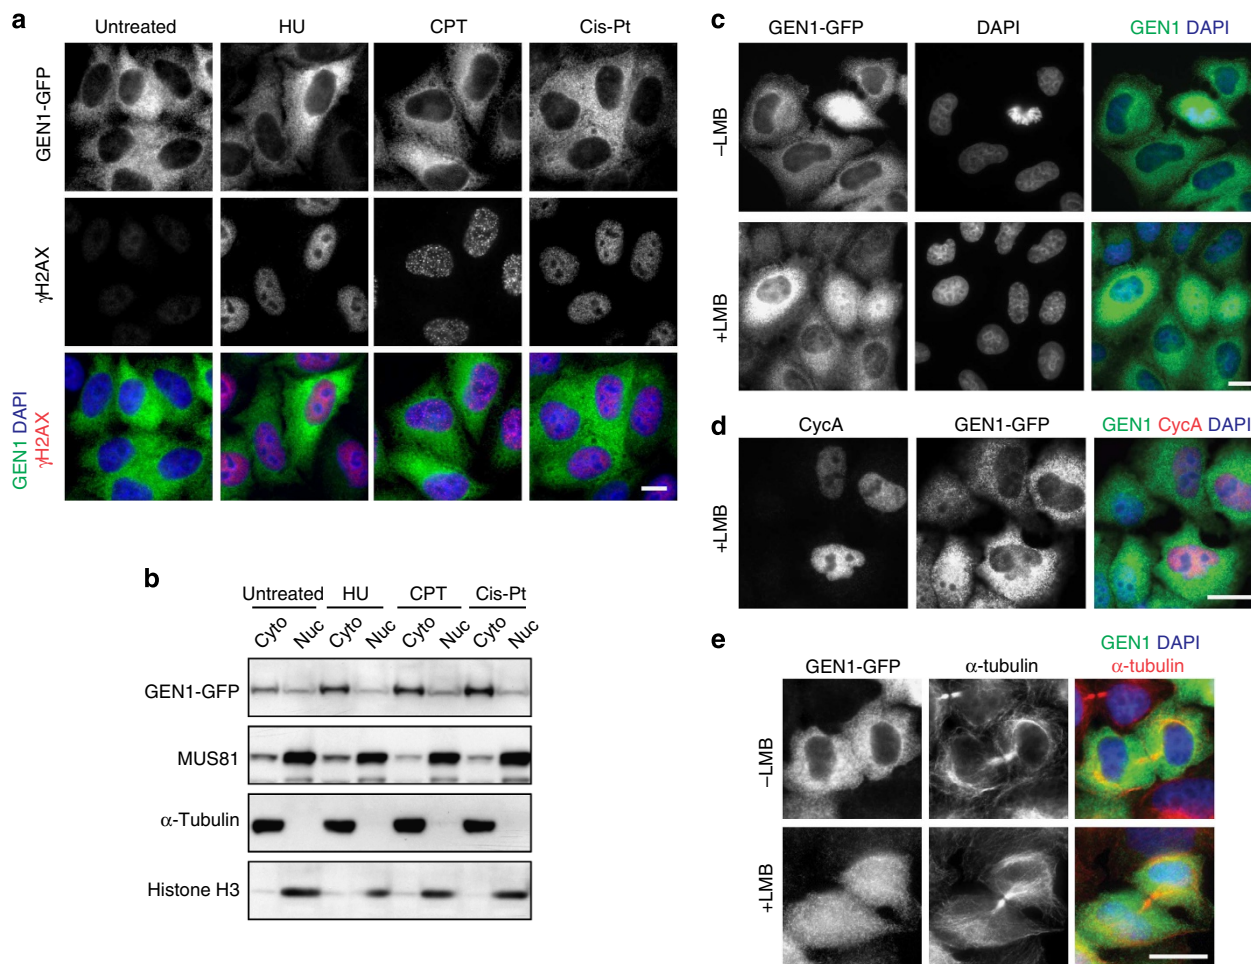 a
Untreated HU CPT Cis-Pt
GEN1-GFP
γH2AX
GEN1 DAPI
γH2AX
b
Untreated HU CPT Cis-Pt
Cyto Nuc Cyto Nuc Cyto Nuc Cyto Nuc
GEN1-GFP
MUS81
α-Tubulin
Histone H3
c
GEN1-GFP DAPI GEN1 DAPI
–LMB
+LMB
d
CycA GEN1-GFP GEN1 CycA DAPI
+LMB
e
GEN1 DAPI
GEN1-GFP α-tubulin α-tubulin
–LMB
+LMB